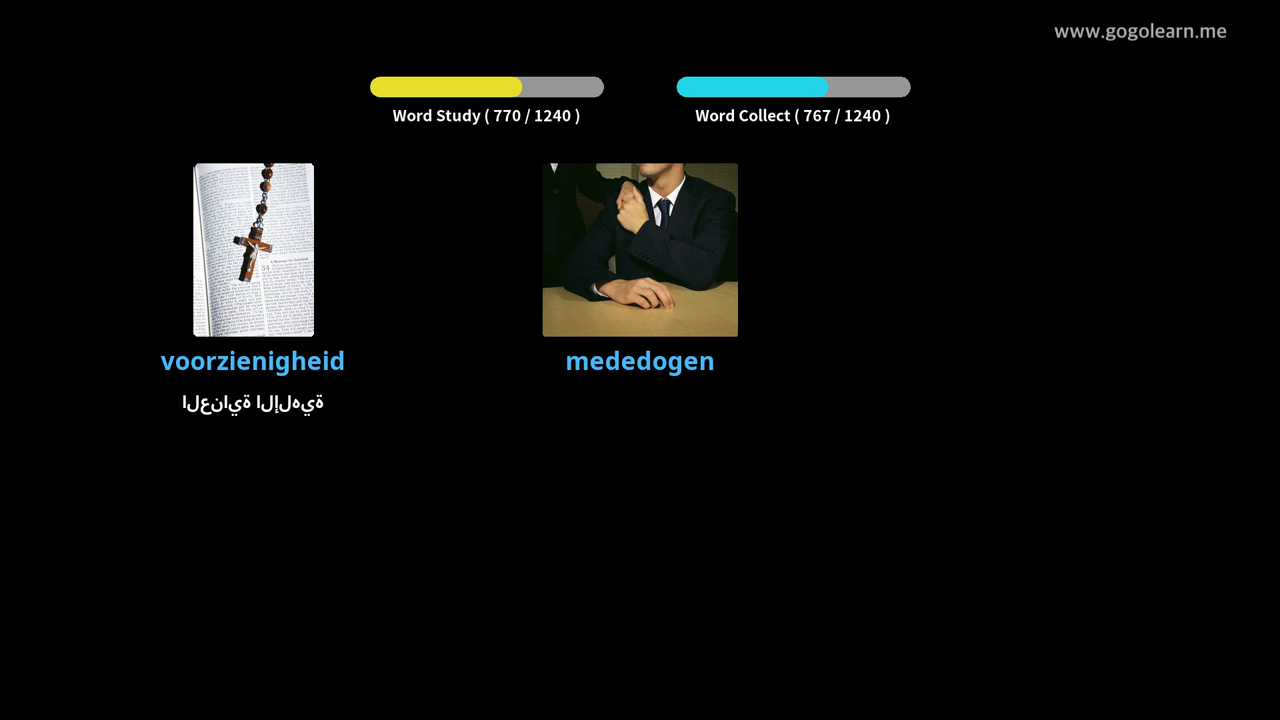 www.gogolearn.me
Word Study ( 770 / 1240 )
Word Collect ( 767 / 1240 )
voorzienigheid
mededogen
العناية الإلهية